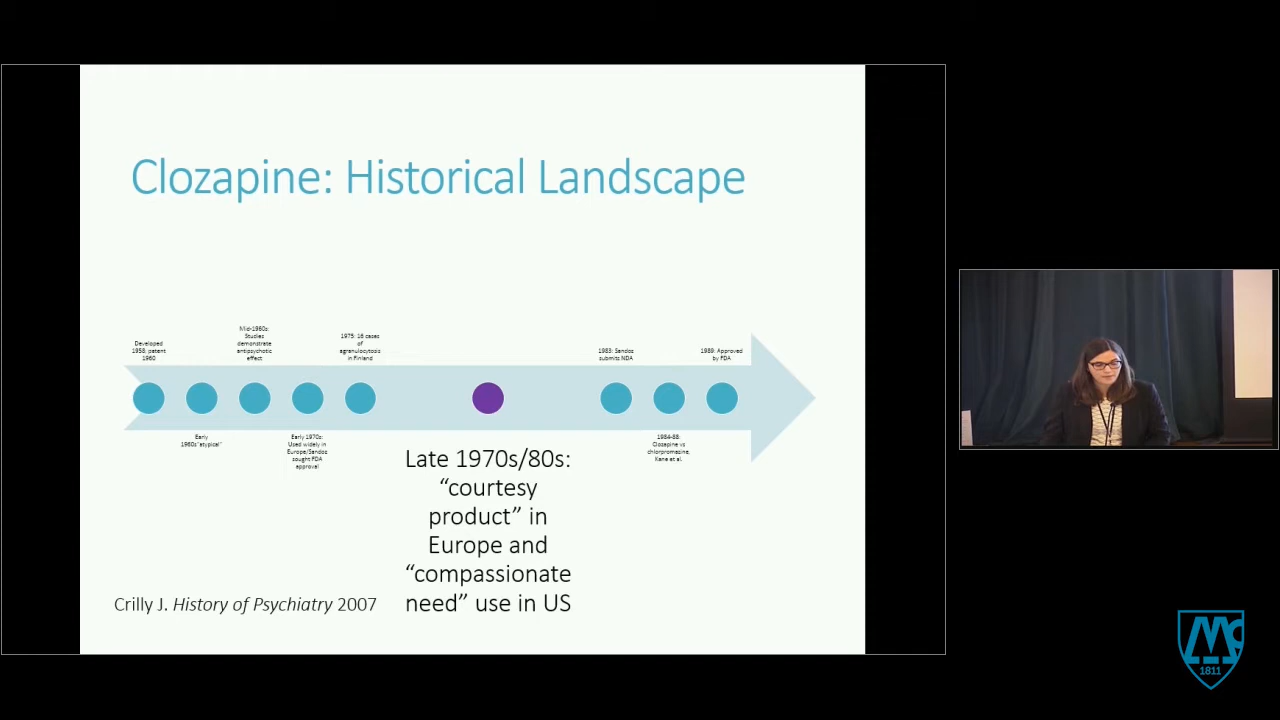 Clozapine: Historical Landscape
Developed
1958; patent
1960
Early
1960s"atypical"
Mid-1960s:
Studies
demonstrate
antipsychotic
effect
Early 1970s:
Used widely in
Europe/Sandoz
sought FDA
approval
1975: 16 cases
of
agranulocytosis
in Finland
Late 1970s/80s:
“courtesy
product” in
Europe and
“compassionate
need” use in US
1983: Sandoz
submits NDA
1984-88:
Clozapine vs
chlorpromazine,
Kane et al.
1989: Approved
by FDA
Crilly J. History of Psychiatry 2007
Mc
1811